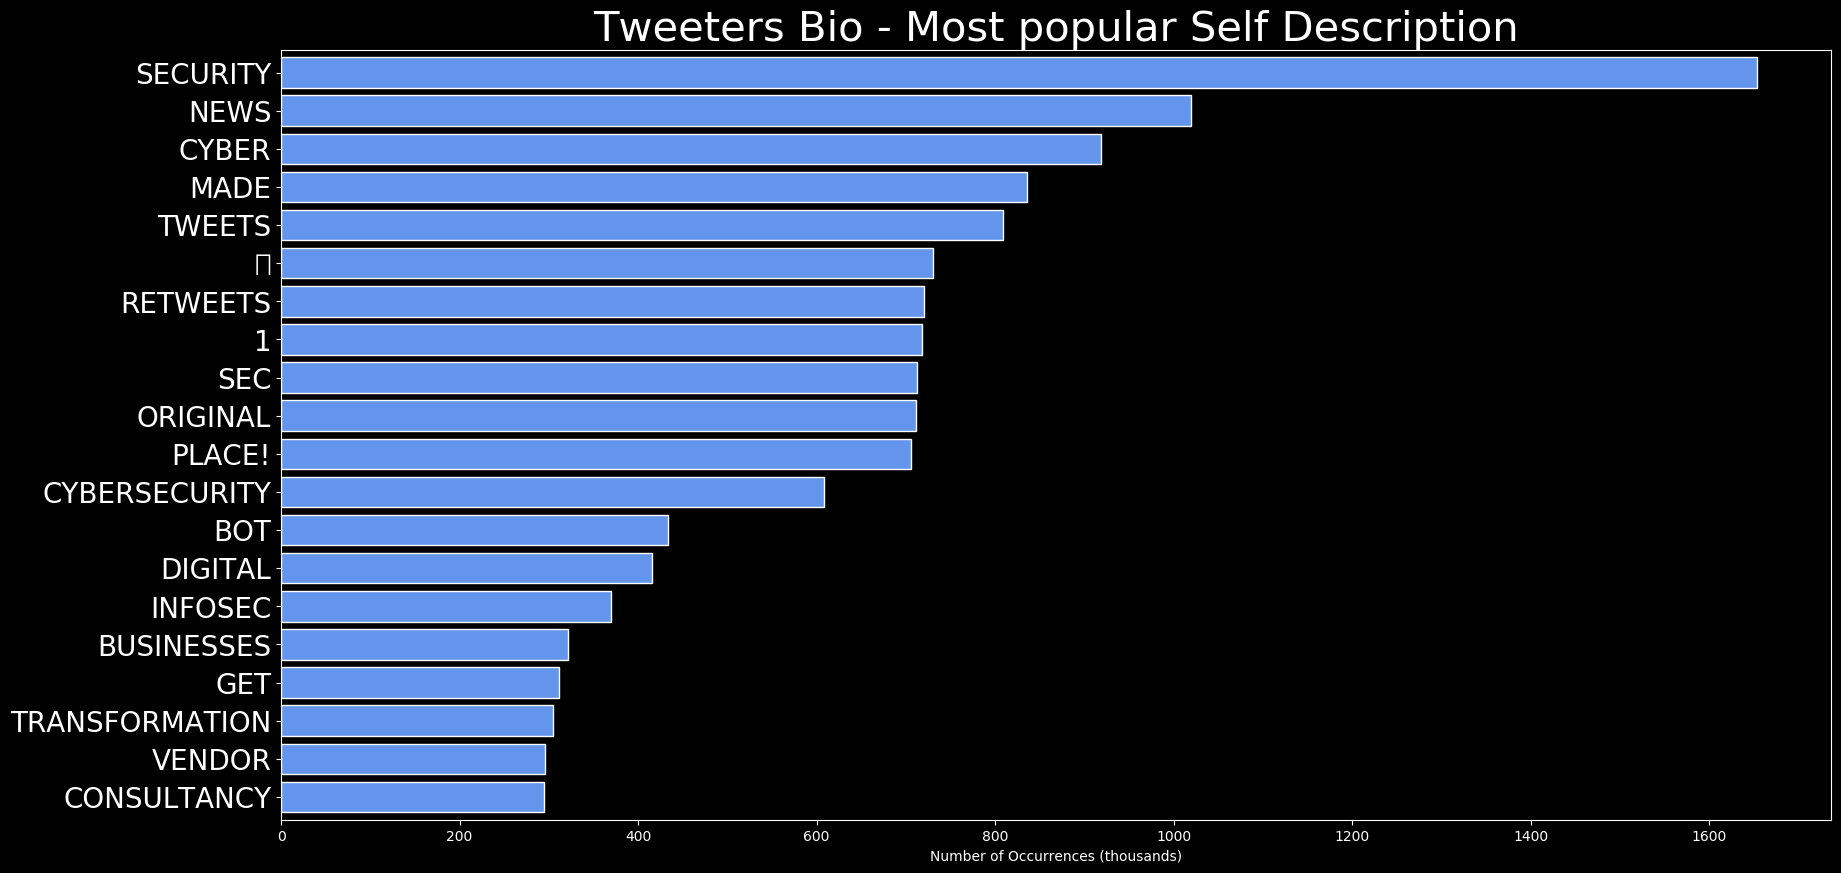 Tweeters Bio - Most popular Self Description
SECURITY
NEWS
CYBER
MADE
TWEETS
RETWEETS
1
SEC
ORIGINAL
PLACE!
CYBERSECURITY
BOT
DIGITAL
INFOSEC
BUSINESSES
GET
TRANSFORMATION
VENDOR
CONSULTANCY
0 200 400 600 800 1000 1200 1400 1600
Number of Occurrences (thousands)